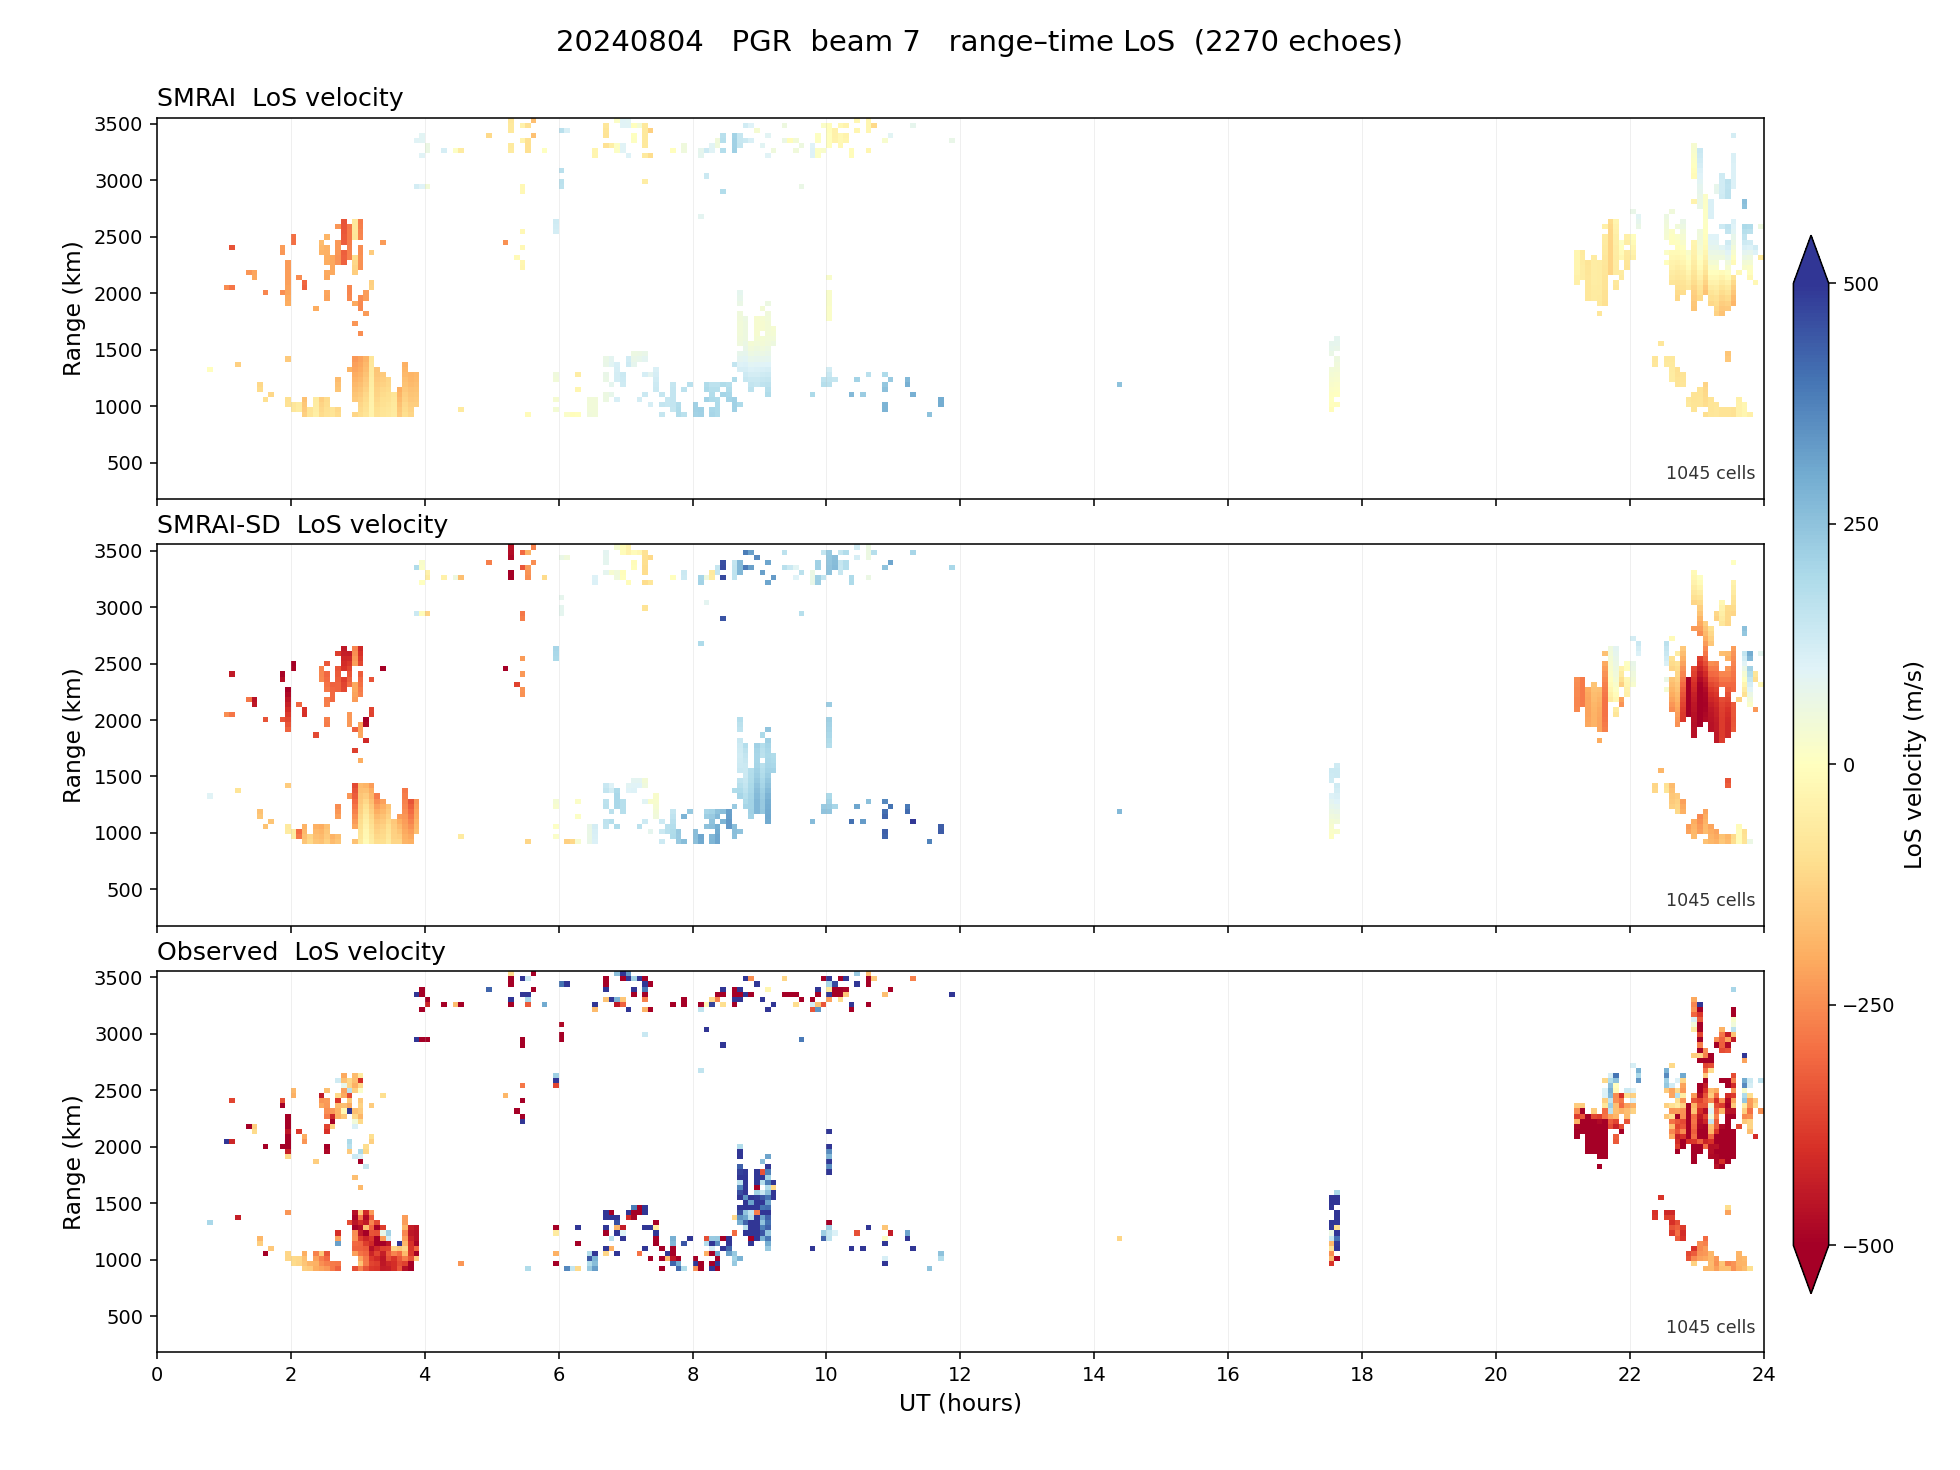 20240804   PGR  beam 7   range–time LoS  (2270 echoes)
SMRAI  LoS velocity
3500
3000
2500
2000
1500
1000
500
Range (km)
1045 cells
SMRAI-SD  LoS velocity
3500
3000
2500
2000
1500
1000
500
Range (km)
1045 cells
Observed  LoS velocity
3500
3000
2500
2000
1500
1000
500
Range (km)
1045 cells
0 2 4 6 8 10 12 14 16 18 20 22 24
UT (hours)
500
250
0
−250
−500
LoS velocity (m/s)